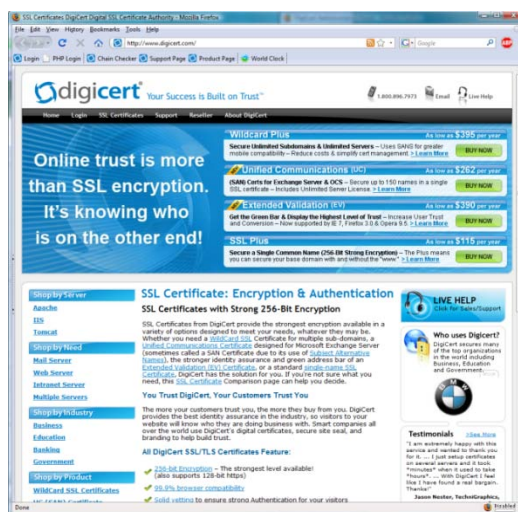 SSL Certificates DigiCert Digital SSL Certificate Authority - Mozilla Firefox
File Edit View History Bookmarks Tools Help
http://www.digicert.com/
Google
Login PHP Login Chain Checker Support Page Product Page World Clock
digicert Your Success is Built on Trust™
1.800.896.7973 Email Live Help
Home Login SSL Certificates Support Reseller About DigiCert
Online trust is more
than SSL encryption.
It's knowing who
is on the other end!
Wildcard Plus As low as $395 per year
Secure Unlimited Subdomains & Unlimited Servers – Uses SANS for greater
mobile compatibility – Reduce costs & simplify cert management. > Learn More
BUY NOW
Unified Communications (UC) As low as $262 per year
(SAN) Certs for Exchange Server & OCS – Secure up to 150 names in a single
SSL certificate – Includes Unlimited Server License. > Learn More
BUY NOW
Extended Validation (EV) As low as $390 per year
Get the Green Bar & Display the Highest Level of Trust – Increase User Trust
and Conversion – Now supported by IE 7, Firefox 3.0 & Opera 9.5. > Learn More
BUY NOW
SSL Plus As low as $115 per year
Secure a Single Common Name (256-Bit Strong Encryption) – The Plus means
you can secure your base domain with and without the "www." > Learn More
BUY NOW
Shop by Server
Apache
IIS
Tomcat
Shop by Need
Mail Server
Web Server
Intranet Server
Multiple Servers
Shop by Industry
Business
Education
Banking
Government
Shop by Product
WildCard SSL Certificates
SSL Certificate: Encryption & Authentication
SSL Certificates with Strong 256-Bit Encryption
SSL Certificates from DigiCert provide the strongest encryption available in a
variety of options designed to meet your needs, whatever they may be.
Whether you need a WildCard SSL Certificate for multiple sub-domains, a
Unified Communications Certificate designed for Microsoft Exchange Server
(sometimes called a SAN Certificate due to its use of Subject Alternative
Names), the stronger identity assurance and green address bar of an
Extended Validation (EV) Certificate, or a standard single-name SSL
Certificate, DigiCert has the solution for you. If you're not sure what you
need, this SSL Certificate Comparison page can help you decide.
You Trust DigiCert, Your Customers Trust You
The more your customers trust you, the more they buy from you. DigiCert
provides the best identity assurance in the industry, so visitors to your
website will know who they are doing business with. Smart companies all
over the world use DigiCert's digital certificates, secure site seal, and
branding to help build trust.
All DigiCert SSL/TLS Certificates Feature:
256-bit Encryption – The strongest level available!
(also supports 128-bit https)
99.9% browser compatibility
Solid vetting to ensure strong Authentication for your visitors
LIVE HELP
Click for Sales/Support
Who uses Digicert?
DigiCert secures many
of the top organizations
in the world including
Business, Education
and Government.
BMW
Testimonials >See More
"I am extremely happy with this
service and wanted to thank you
for it. ... I just setup certificates
on several servers and it took
*minutes* when it used to take
*hours*. ... With DigiCert I feel
like I have found a real bargain.
Thanks!"
Jason Nester, TechniGraphics,
Done
Disabled